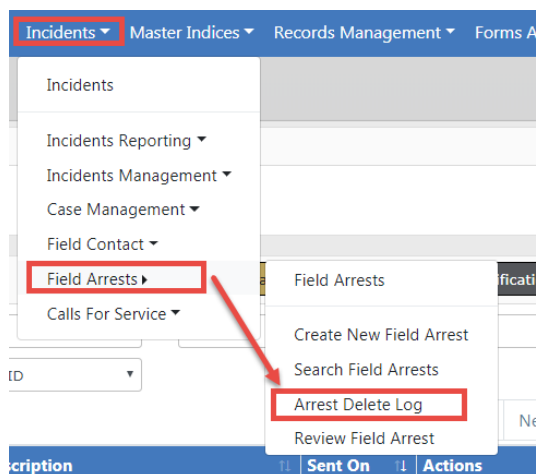 Incidents Master Indices Records Management Forms A
Incidents
Incidents Reporting
Incidents Management
Case Management
Field Contact
Field Arrests
Calls For Service
Field Arrests
Create New Field Arrest
Search Field Arrests
Arrest Delete Log
Review Field Arrest
ificati
ID
Ne
scription Sent On Actions